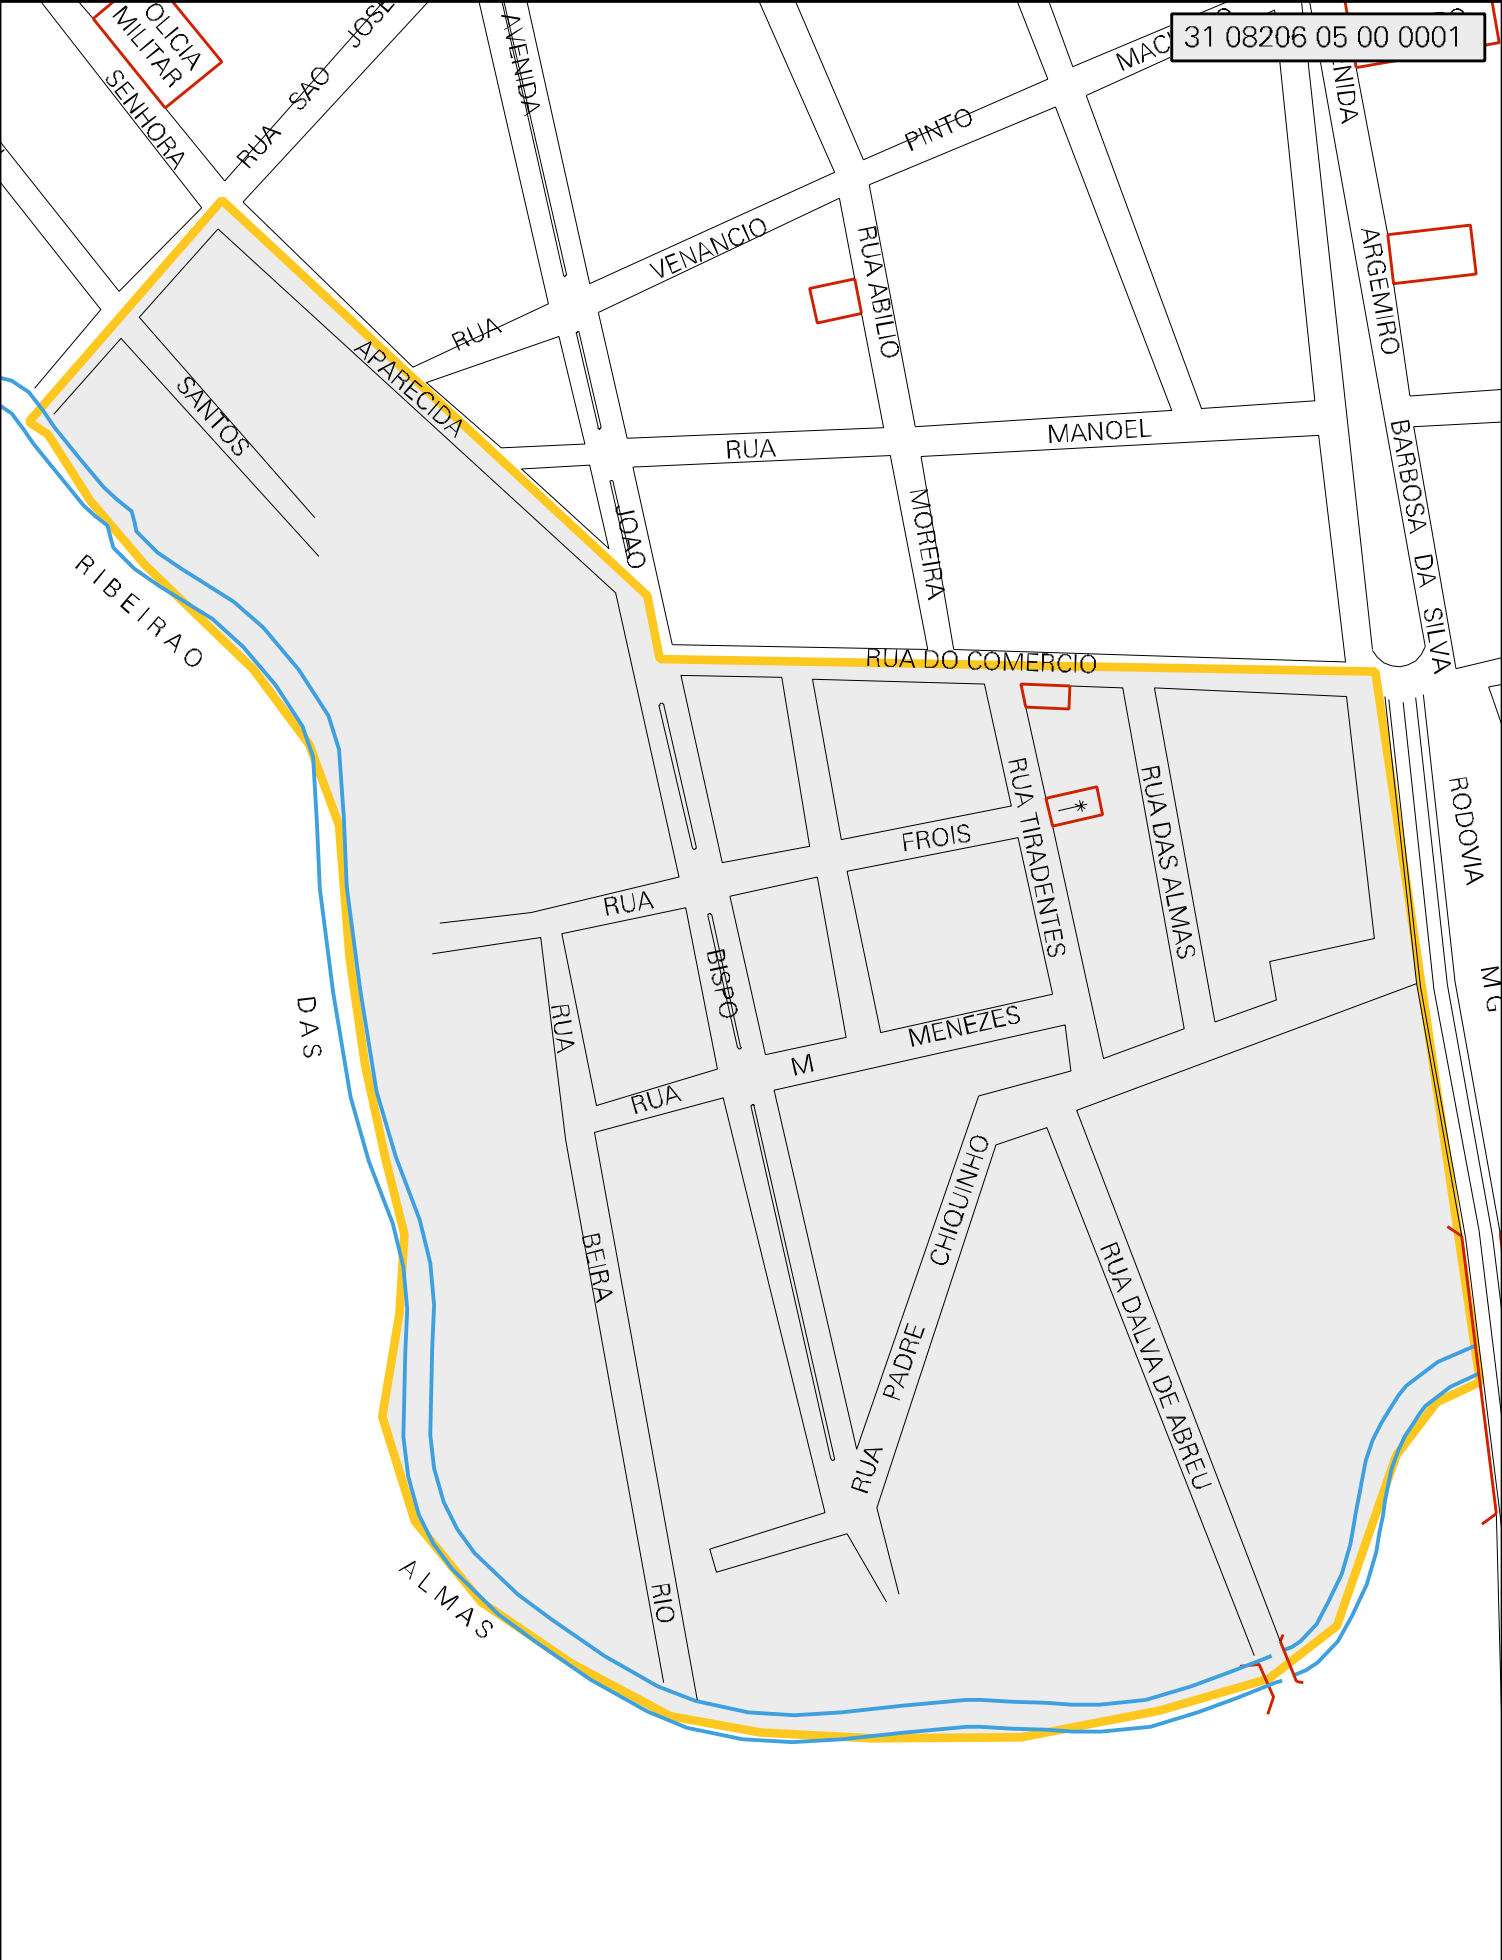 31 08206 05 00 0001
OLICIA
MILITAR
SENHORA
RUA SAO JOSE
AVENIDA
PINTO
ENIDA
VENANCIO
RUA
RUA ABILIO
ARGEMIRO
APARECIDA
SANTOS
RUA
MANOEL
BARBOSA DA SILVA
JOAO
MOREIRA
RIBEIRAO
RUA DO COMERCIO
RUA TIRADENTES
RUA DAS ALMAS
RODOVIA
FROIS
RUA
BISPO
MG
DAS
RUA
MENEZES
M
RUA
CHIQUINHO
BEIRA
RUA DALVA DE ABREU
PADRE
RUA
ALMAS
RIO